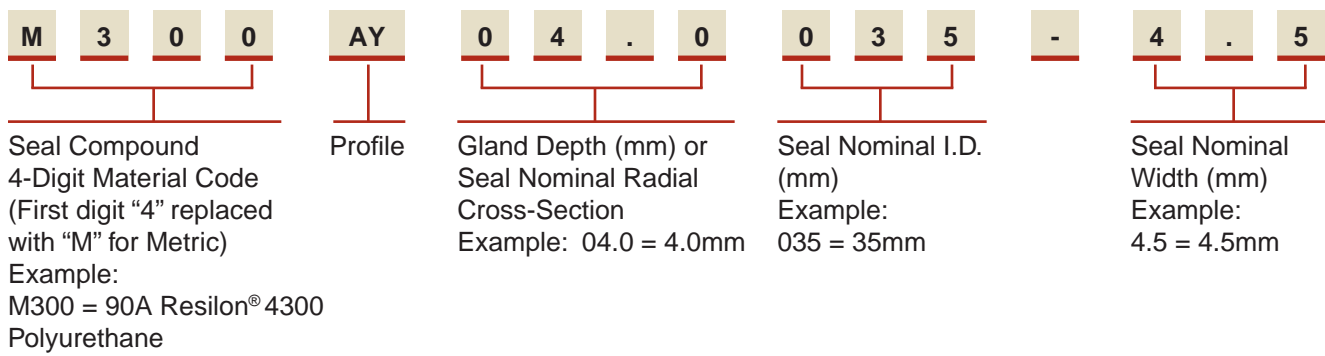 M 3 0 0 AY 0 4 . 0 0 3 5 - 4 . 5
Seal Compound
4-Digit Material Code
(First digit “4” replaced
with “M” for Metric)
Example:
M300 = 90A Resilon® 4300
Polyurethane
Profile
Gland Depth (mm) or
Seal Nominal Radial
Cross-Section
Example: 04.0 = 4.0mm
Seal Nominal I.D.
(mm)
Example:
035 = 35mm
Seal Nominal
Width (mm)
Example:
4.5 = 4.5mm